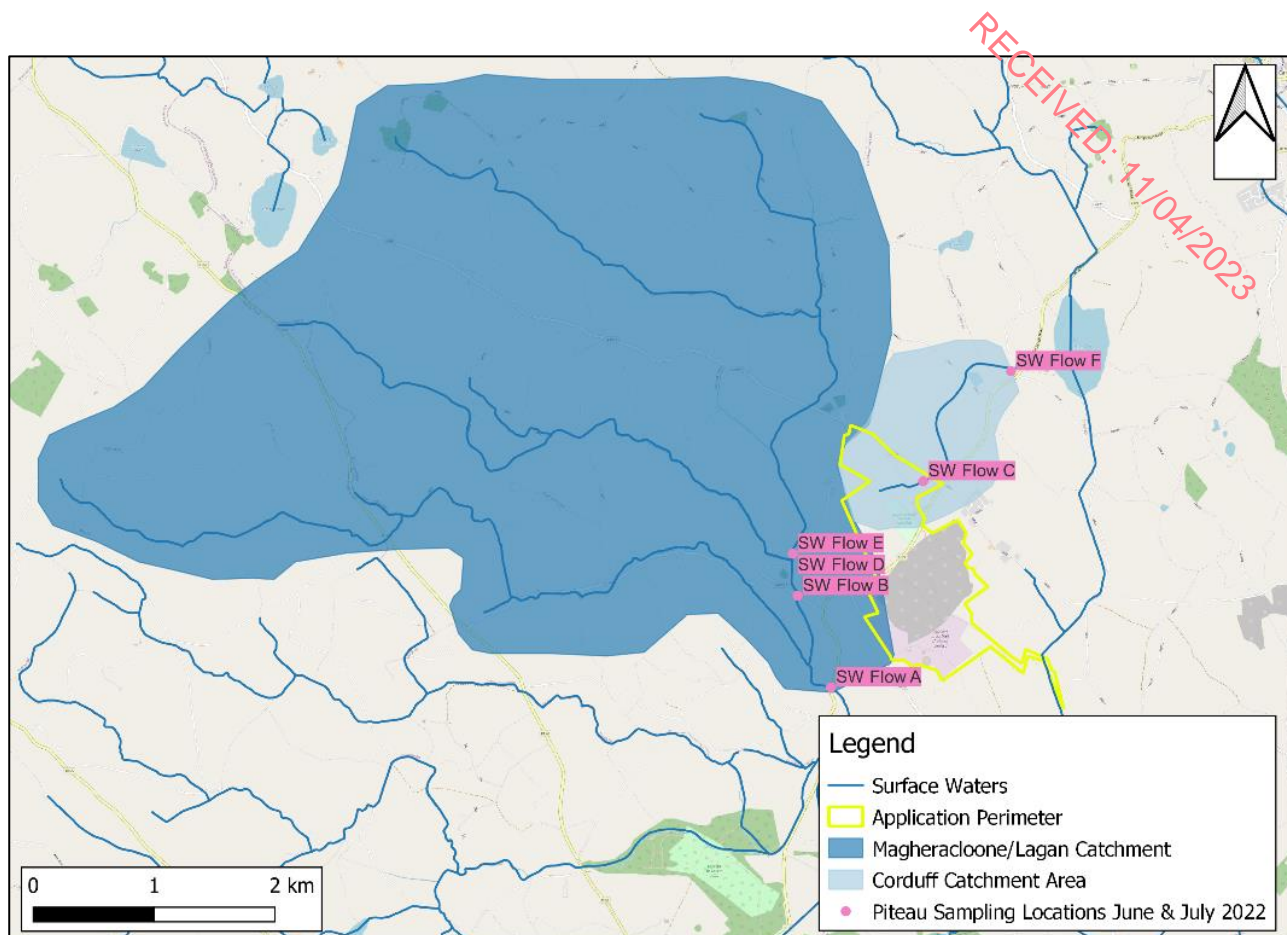 RECEIVED: 11/04/2023
SW Flow F
SW Flow C
SW Flow E
SW Flow D
SW Flow B
SW Flow A
Legend
Surface Waters
Application Perimeter
Magheracloone/Lagan Catchment
Corduff Catchment Area
Piteau Sampling Locations June & July 2022
0 1 2 km